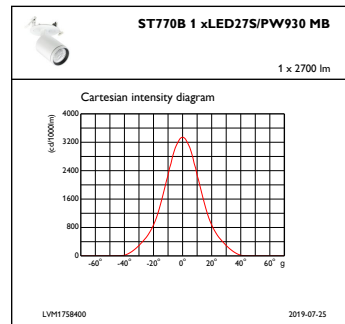 ST770B 1 xLED27S/PW930 MB
1 x 2700 lm
Cartesian intensity diagram
(cd/1000lm)
4000
3200
2400
1600
800
0
-60° -40° -20° 0° 20° 40° 60° g
LVM1758400 2019-07-25